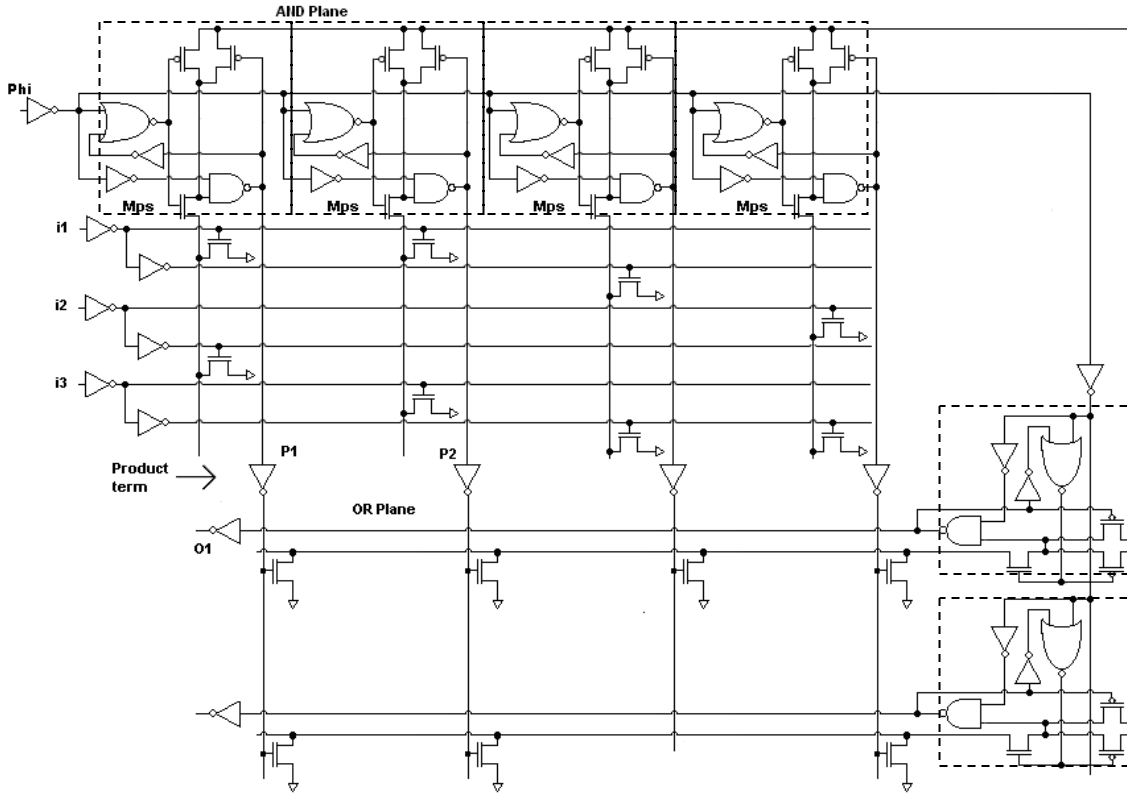 AND Plane
Phi
Mps
Mps
Mps
Mps
i1
i2
i3
P1
P2
Product
term
OR Plane
O1